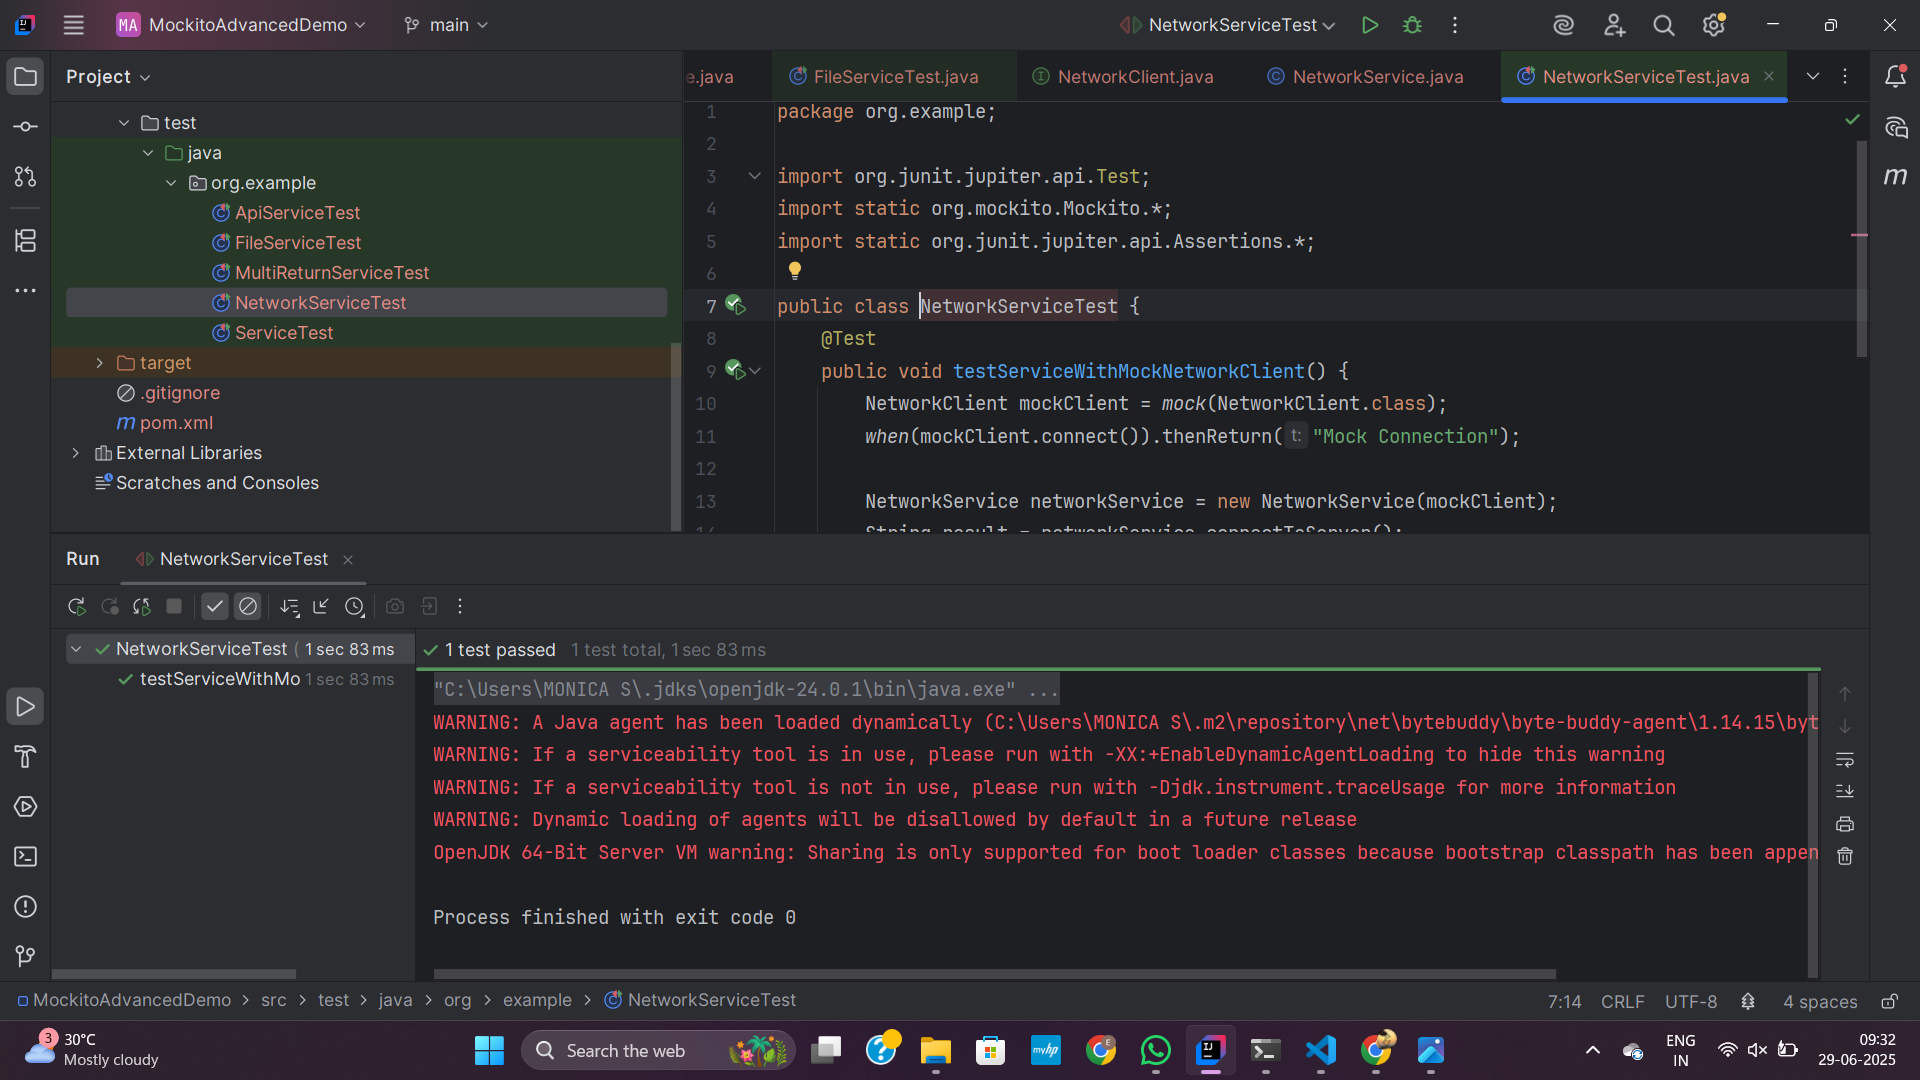 MA MockitoAdvancedDemo main NetworkServiceTest
Project
e.java FileServiceTest.java NetworkClient.java NetworkService.java NetworkServiceTest.java
test
java
org.example
ApiServiceTest
FileServiceTest
MultiReturnServiceTest
NetworkServiceTest
ServiceTest
target
.gitignore
pom.xml
External Libraries
Scratches and Consoles
1 package org.example;
2
3 import org.junit.jupiter.api.Test;
4 import static org.mockito.Mockito.*;
5 import static org.junit.jupiter.api.Assertions.*;
6
7 public class NetworkServiceTest {
8 @Test
9 public void testServiceWithMockNetworkClient() {
10 NetworkClient mockClient = mock(NetworkClient.class);
11 when(mockClient.connect()).thenReturn( t: "Mock Connection");
12
13 NetworkService networkService = new NetworkService(mockClient);
14 String result = networkService.connectToServer();
Run NetworkServiceTest
NetworkServiceTest ( 1 sec 83 ms
testServiceWithMo 1 sec 83 ms
1 test passed 1 test total, 1 sec 83 ms
"C:\Users\MONICA S\.jdks\openjdk-24.0.1\bin\java.exe" ...
WARNING: A Java agent has been loaded dynamically (C:\Users\MONICA S\.m2\repository\net\bytebuddy\byte-buddy-agent\1.14.15\byt
WARNING: If a serviceability tool is in use, please run with -XX:+EnableDynamicAgentLoading to hide this warning
WARNING: If a serviceability tool is not in use, please run with -Djdk.instrument.traceUsage for more information
WARNING: Dynamic loading of agents will be disallowed by default in a future release
OpenJDK 64-Bit Server VM warning: Sharing is only supported for boot loader classes because bootstrap classpath has been appen
Process finished with exit code 0
MockitoAdvancedDemo > src > test > java > org > example > NetworkServiceTest
7:14 CRLF UTF-8 4 spaces
3
30°C
Mostly cloudy
Search the web
myhp
ENG
IN
09:32
29-06-2025